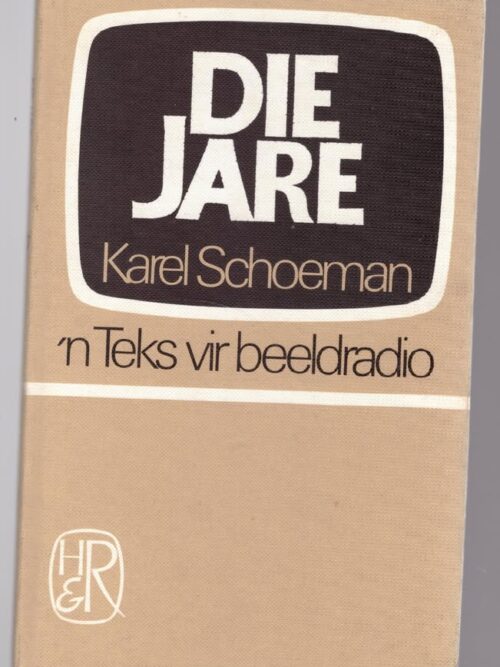 DIE
JARE
Karel Schoeman
'n Teks vir beeldradio
H
&R